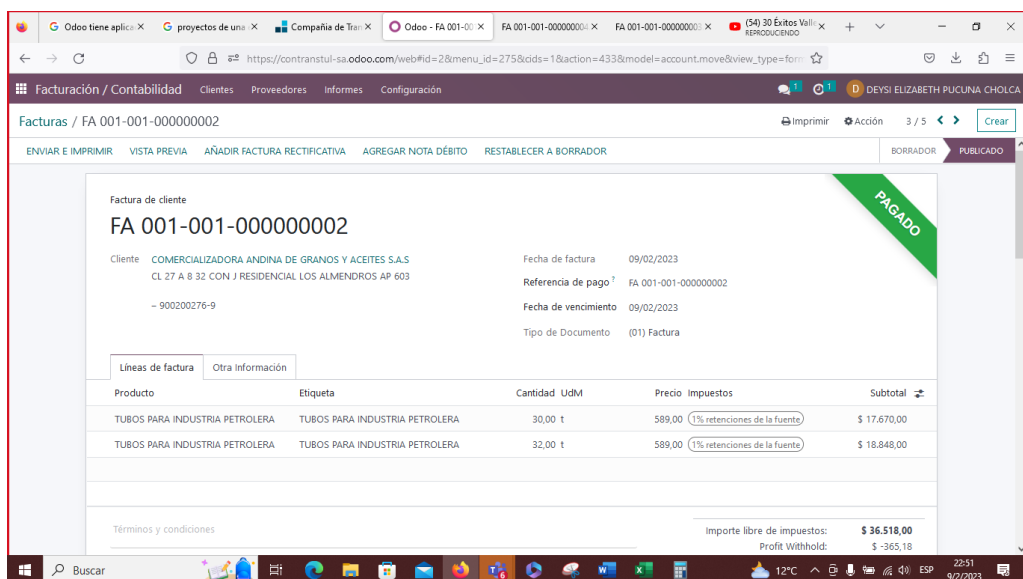 Odoo tiene aplica
proyectos de una
Compañia de Tran
Odoo - FA 001-00
FA 001-001-000000004
FA 001-001-000000003
(54) 30 Éxitos Valle
REPRODUCIENDO
https://contranstul-sa.odoo.com/web#id=2&menu_id=275&cids=1&action=433&model=account.move&view_type=form
Facturación / Contabilidad Clientes Proveedores Informes Configuración 1 1 D DEYSI ELIZABETH PUCUNA CHOLCA
Facturas / FA 001-001-000000002 Imprimir Acción 3 / 5 Crear
ENVIAR E IMPRIMIR VISTA PREVIA AÑADIR FACTURA RECTIFICATIVA AGREGAR NOTA DÉBITO RESTABLECER A BORRADOR BORRADOR PUBLICADO
PAGADO
Factura de cliente
FA 001-001-000000002
Cliente COMERCIALIZADORA ANDINA DE GRANOS Y ACEITES S.A.S
CL 27 A 8 32 CON J RESIDENCIAL LOS ALMENDROS AP 603
– 900200276-9
Fecha de factura 09/02/2023
Referencia de pago ? FA 001-001-000000002
Fecha de vencimiento 09/02/2023
Tipo de Documento (01) Factura
Líneas de factura Otra Información
Producto Etiqueta Cantidad UdM Precio Impuestos Subtotal
TUBOS PARA INDUSTRIA PETROLERA TUBOS PARA INDUSTRIA PETROLERA 30,00 t 589,00 1% retenciones de la fuente $ 17.670,00
TUBOS PARA INDUSTRIA PETROLERA TUBOS PARA INDUSTRIA PETROLERA 32,00 t 589,00 1% retenciones de la fuente $ 18.848,00
Términos y condiciones
Importe libre de impuestos: $ 36.518,00
Profit Withhold: $ -365,18
Buscar 12°C ESP 22:51
9/2/2023